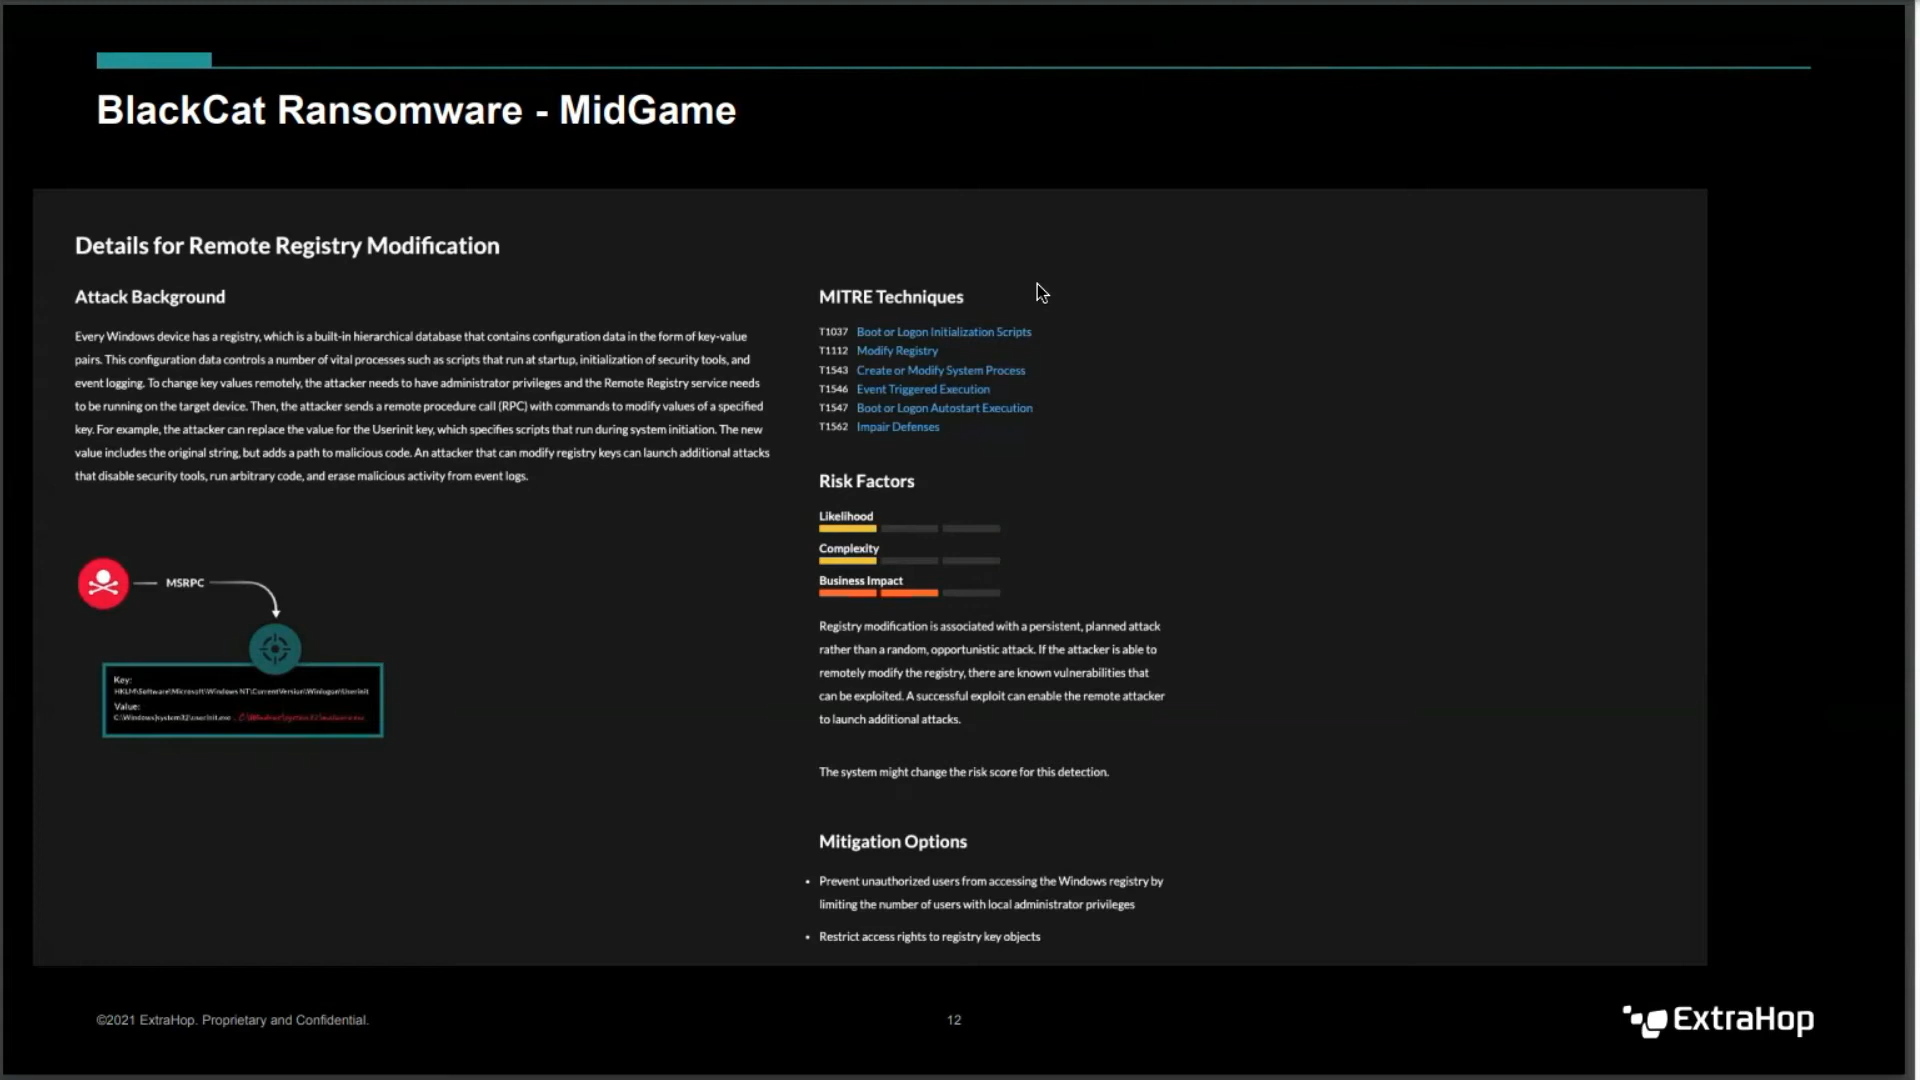 BlackCat Ransomware - MidGame
Details for Remote Registry Modification
Attack Background
Every Windows device has a registry, which is a built-in hierarchical database that contains configuration data in the form of key-value
pairs. This configuration data controls a number of vital processes such as scripts that run at startup, initialization of security tools, and
event logging. To change key values remotely, the attacker needs to have administrator privileges and the Remote Registry service needs
to be running on the target device. Then, the attacker sends a remote procedure call (RPC) with commands to modify values of a specified
key. For example, the attacker can replace the value for the Userinit key, which specifies scripts that run during system initiation. The new
value includes the original string, but adds a path to malicious code. An attacker that can modify registry keys can launch additional attacks
that disable security tools, run arbitrary code, and erase malicious activity from event logs.
MSRPC
Key:
HKLM\Software\Microsoft\Windows NT\CurrentVersion\Winlogon\Userinit
Value:
C:\Windows\system32\userinit.exe
MITRE Techniques
T1037 Boot or Logon Initialization Scripts
T1112 Modify Registry
T1543 Create or Modify System Process
T1546 Event Triggered Execution
T1547 Boot or Logon Autostart Execution
T1562 Impair Defenses
Risk Factors
Likelihood
Complexity
Business Impact
Registry modification is associated with a persistent, planned attack
rather than a random, opportunistic attack. If the attacker is able to
remotely modify the registry, there are known vulnerabilities that
can be exploited. A successful exploit can enable the remote attacker
to launch additional attacks.
The system might change the risk score for this detection.
Mitigation Options
• Prevent unauthorized users from accessing the Windows registry by
limiting the number of users with local administrator privileges
• Restrict access rights to registry key objects
©2021 ExtraHop. Proprietary and Confidential.
12
ExtraHop